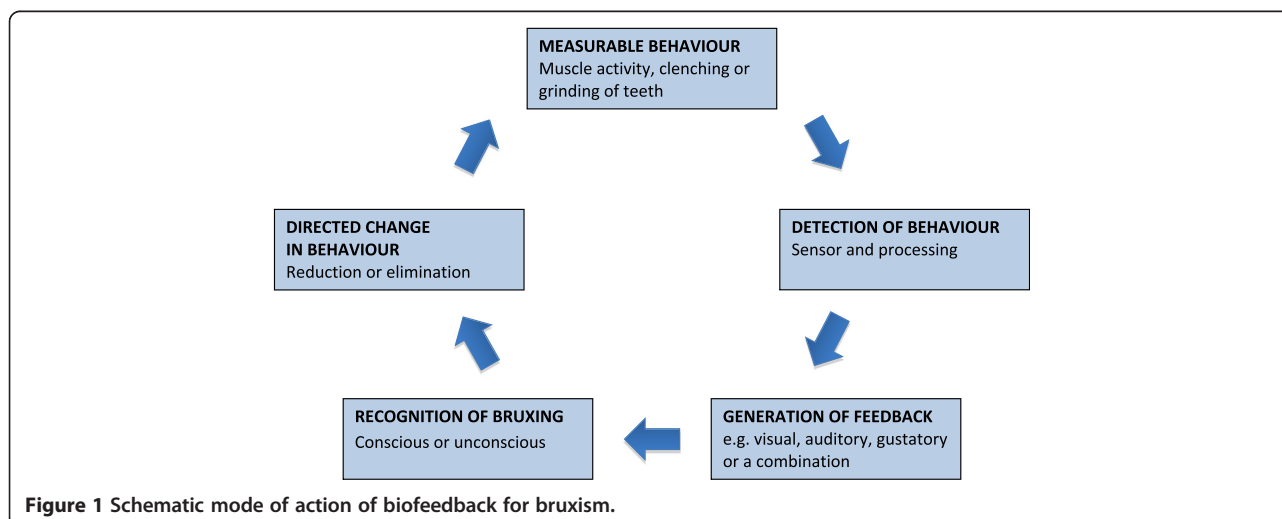 MEASURABLE BEHAVIOUR
Muscle activity, clenching or
grinding of teeth
DETECTION OF BEHAVIOUR
Sensor and processing
GENERATION OF FEEDBACK
e.g. visual, auditory, gustatory
or a combination
RECOGNITION OF BRUXING
Conscious or unconscious
DIRECTED CHANGE
IN BEHAVIOUR
Reduction or elimination
Figure 1 Schematic mode of action of biofeedback for bruxism.